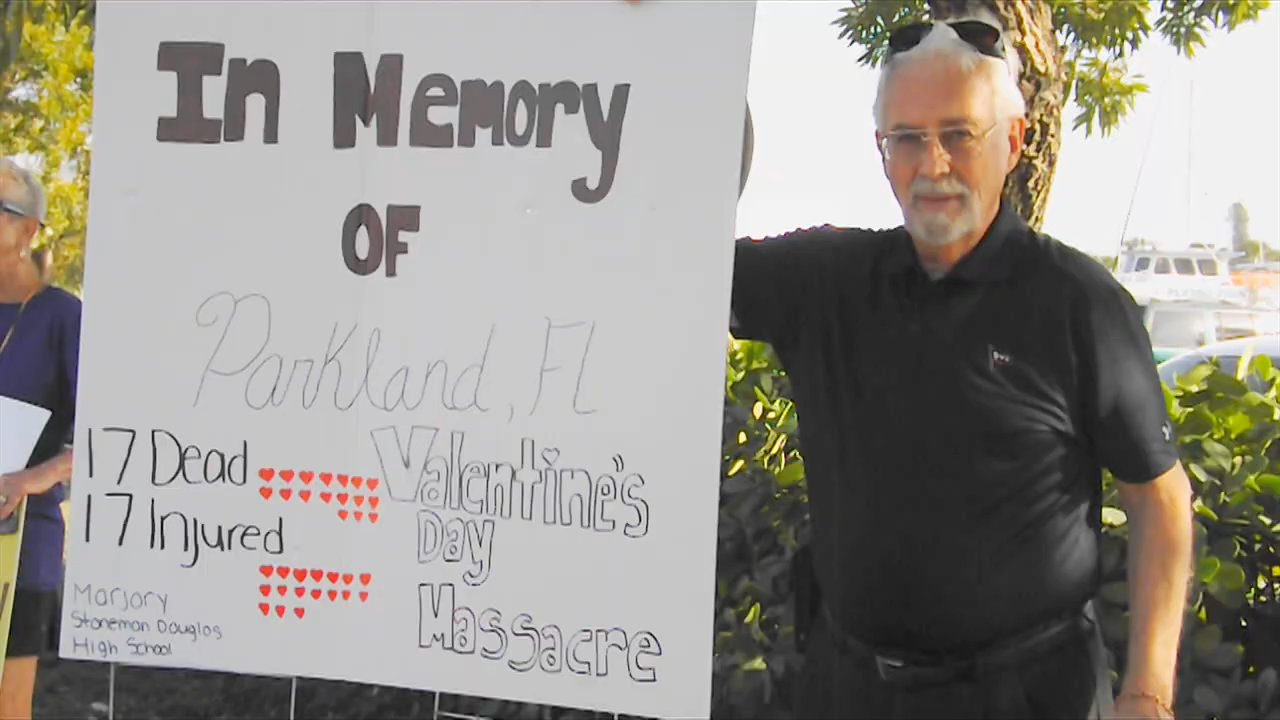 In Memory
OF
Parkland, FL
17 Dead
17 Injured
Valentine's
Day
Massacre
Marjory
Stoneman Douglas
High School